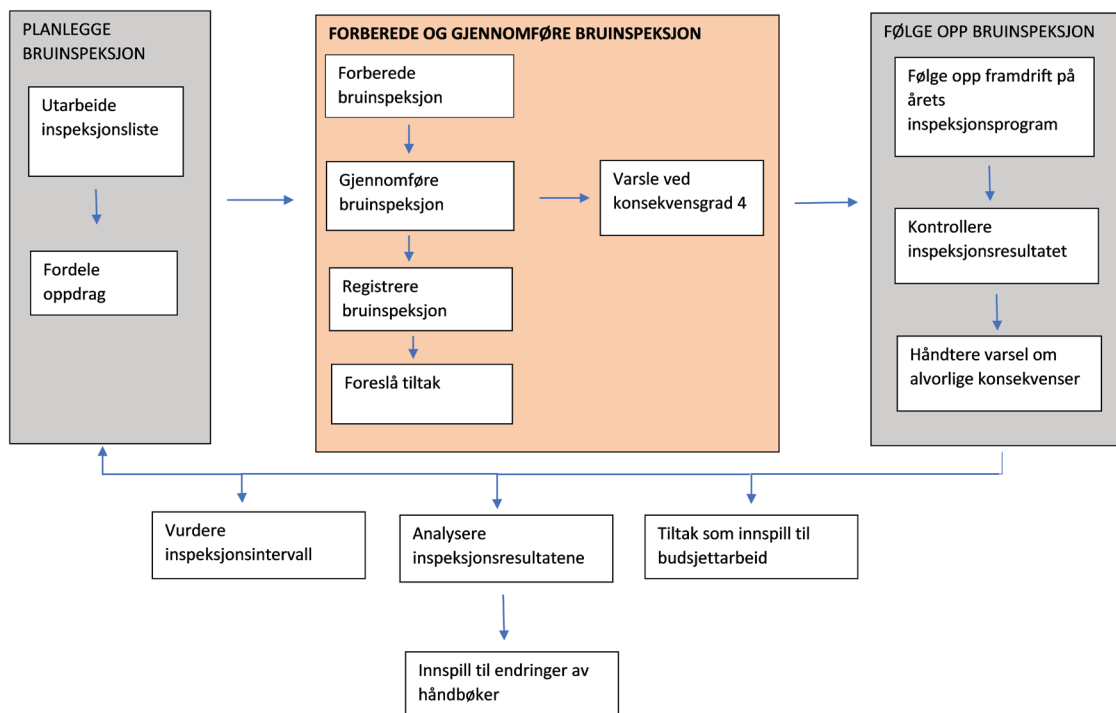 PLANLEGGE
BRUINSPEKSJON
Utarbeide
inspeksjonsliste
Fordele
oppdrag
FORBEREDE OG GJENNOMFØRE BRUINSPEKSJON
Forberede
bruinspeksjon
Gjennomføre
bruinspeksjon
Varsle ved
konsekvensgrad 4
Registrere
bruinspeksjon
Foreslå tiltak
FØLGE OPP BRUINSPEKSJON
Følge opp framdrift på
årets
inspeksjonsprogram
Kontrollere
inspeksjonsresultatet
Håndtere varsel om
alvorlige konsekvenser
Vurdere
inspeksjonsintervall
Analysere
inspeksjonsresultatene
Tiltak som innspill til
budsjettarbeid
Innspill til endringer av
håndbøker